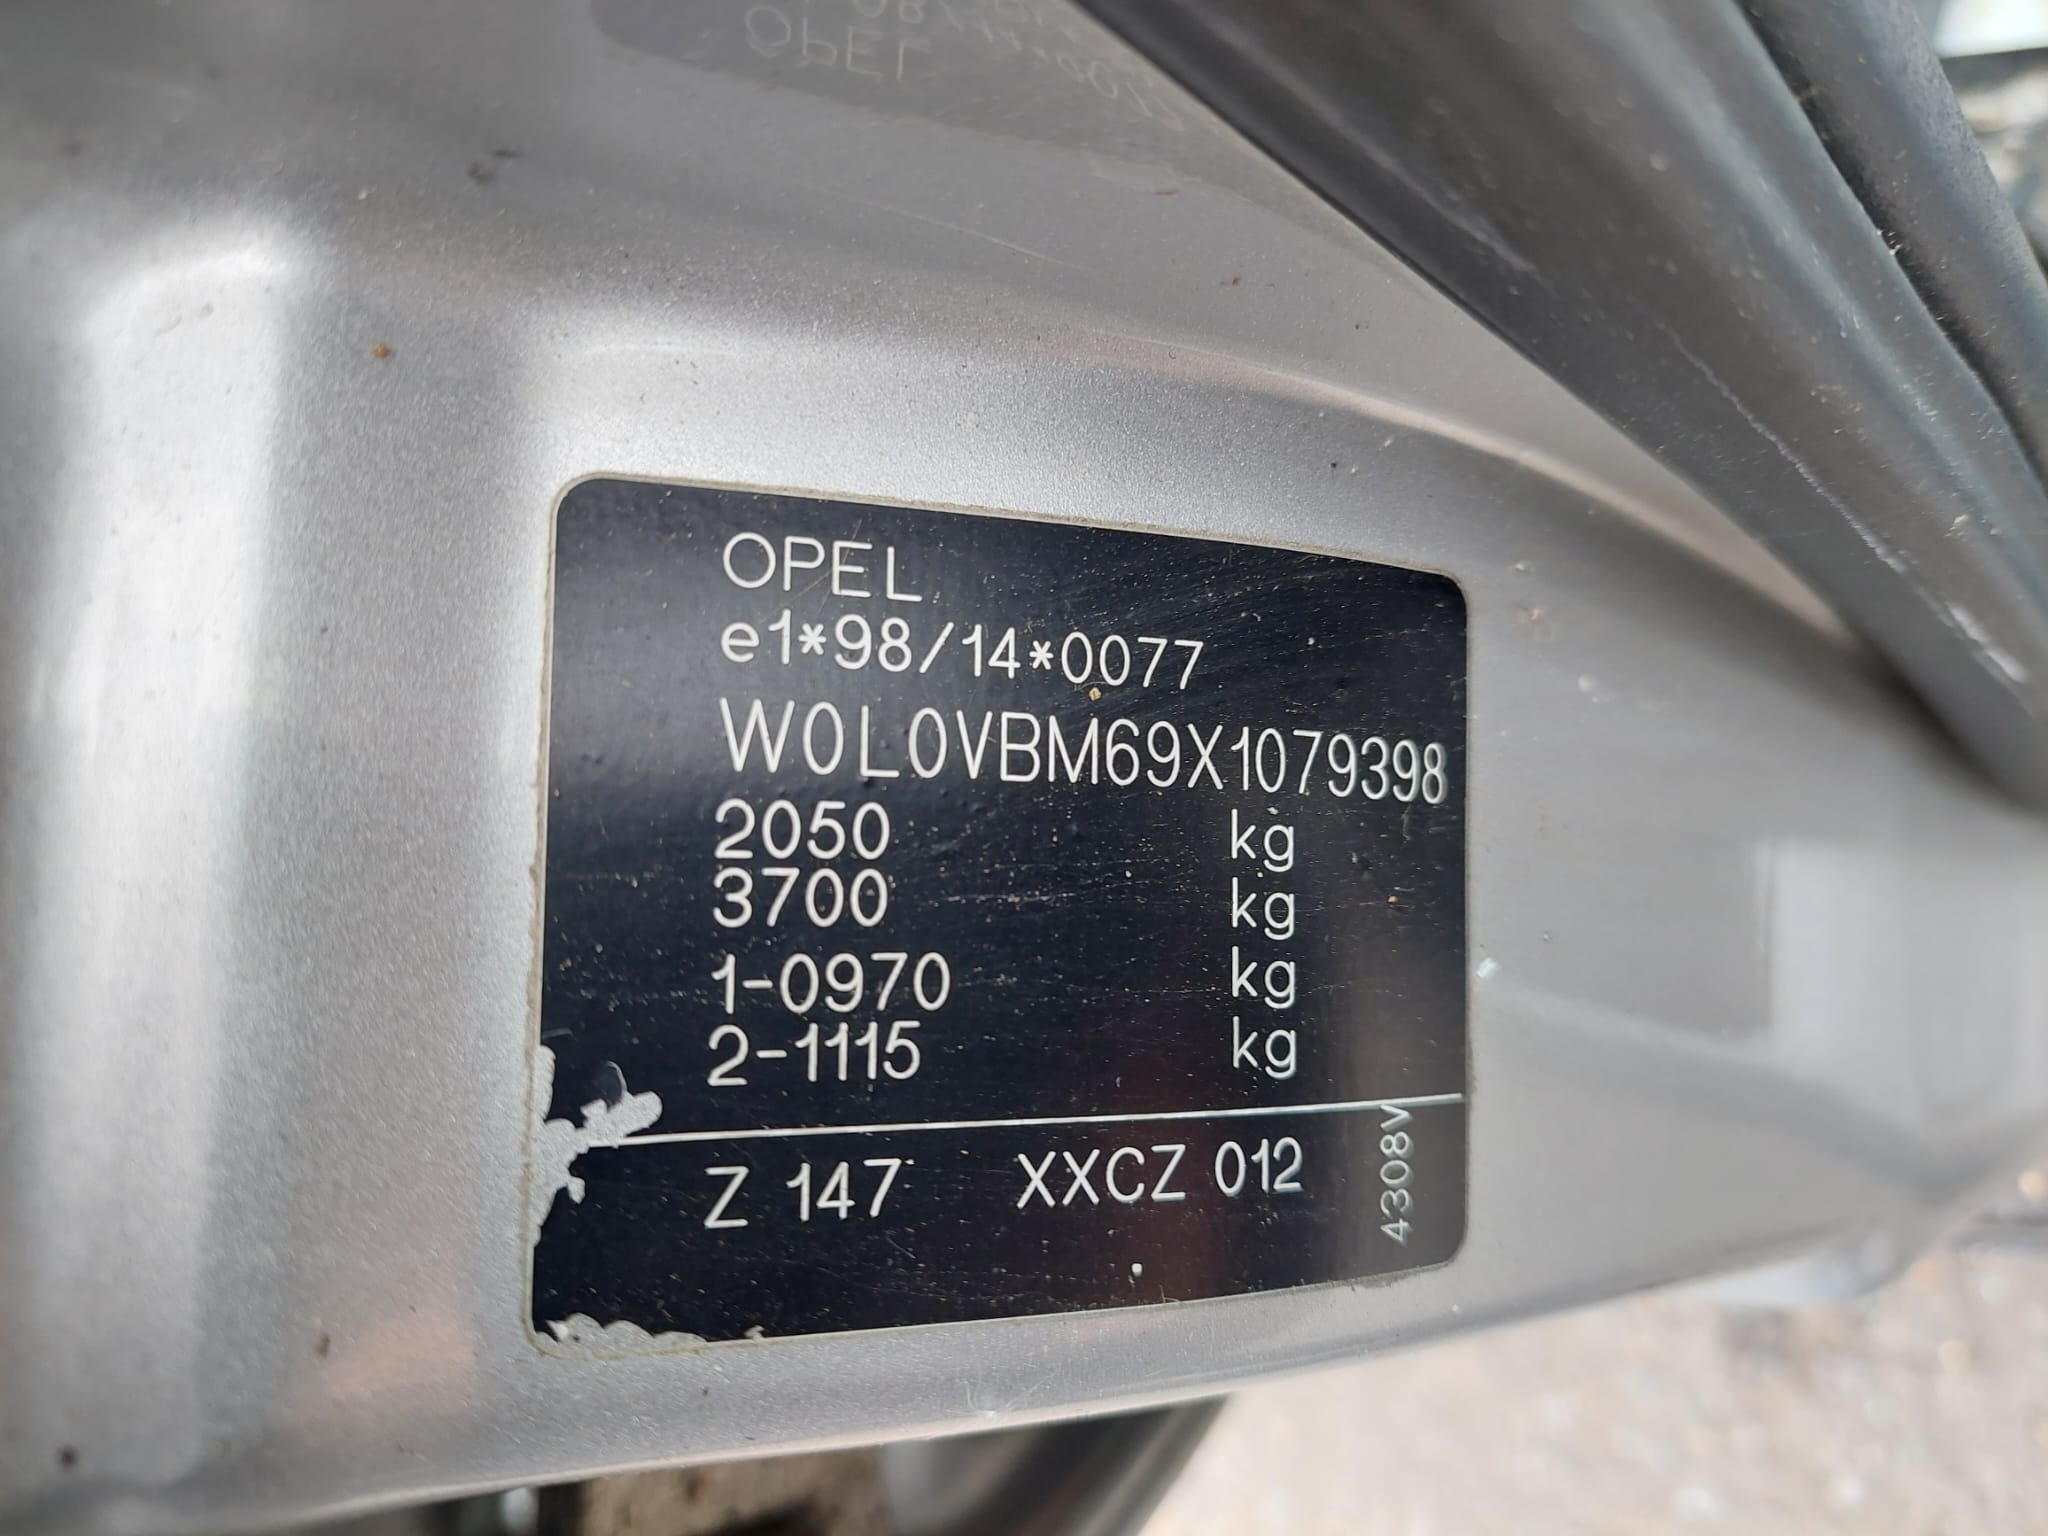 OPEL
e1*98/14*0077
W0L0VBM69X1079398
2050 kg
3700 kg
1-0970 kg
2-1115 kg
Z 147 XXCZ 012
4308V